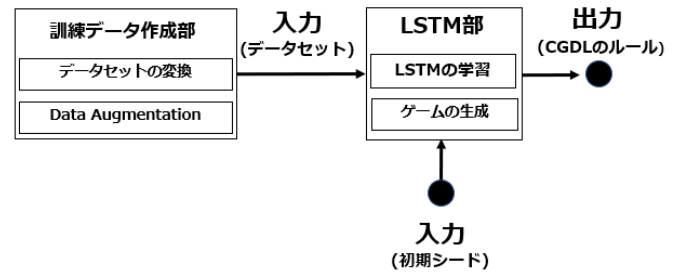 訓練データ作成部
データセットの変換
Data Augmentation
入力
(データセット)
LSTM部
LSTMの学習
ゲームの生成
出力
(CGDLのルール)
入力
(初期シード)